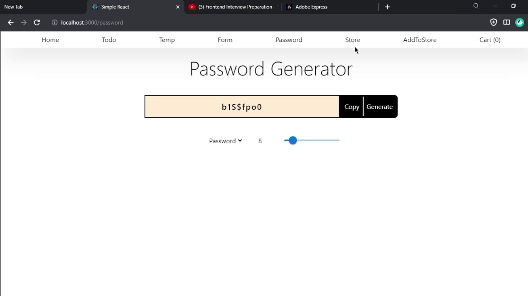 New Tab
Simple React
(3) Frontend Interview Preparation
Adobe Express
localhost:3000/password
Home Todo Temp Form Password Store AddToStore Cart (0)
Password Generator
b1S$fpo0 Copy Generate
Password 8